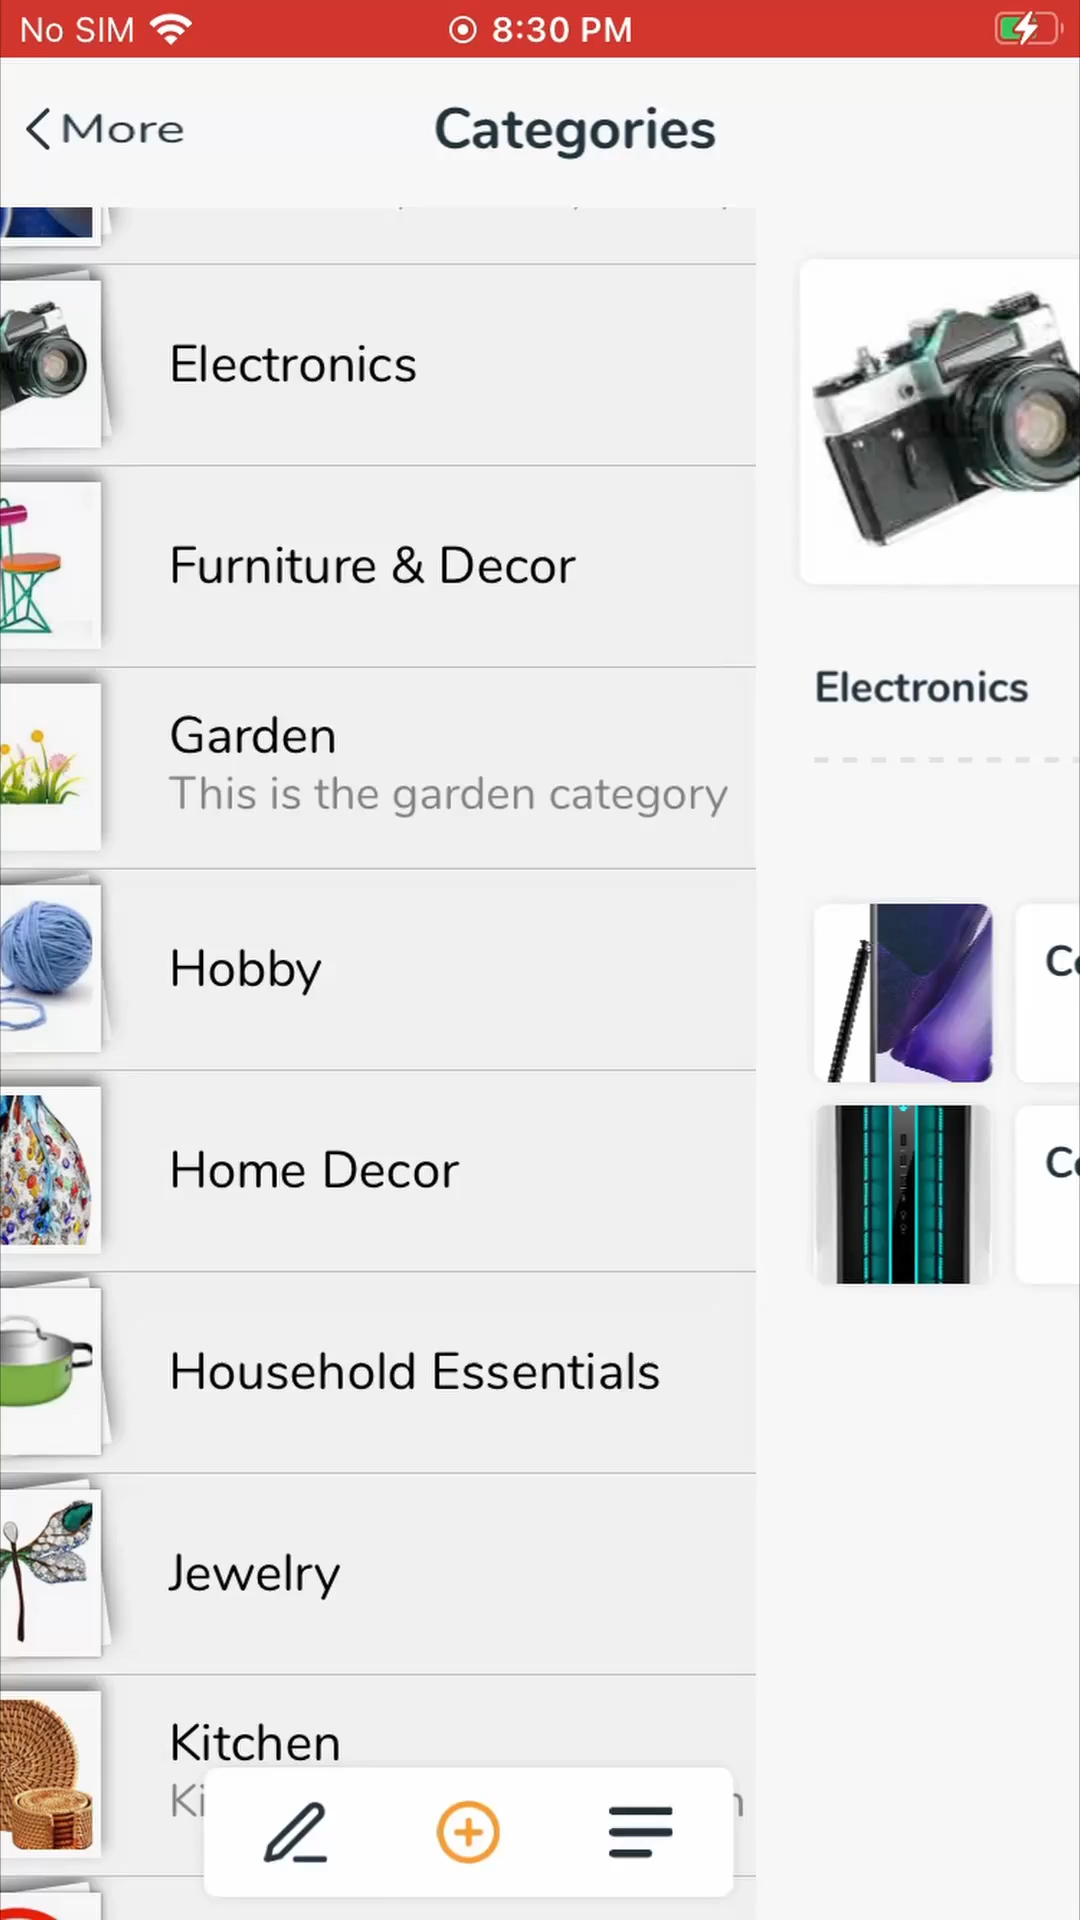 No SIM 8:30 PM
More
Categories
Electronics
Furniture & Decor
Garden
This is the garden category
Hobby
Home Decor
Household Essentials
Jewelry
Kitchen
Electronics